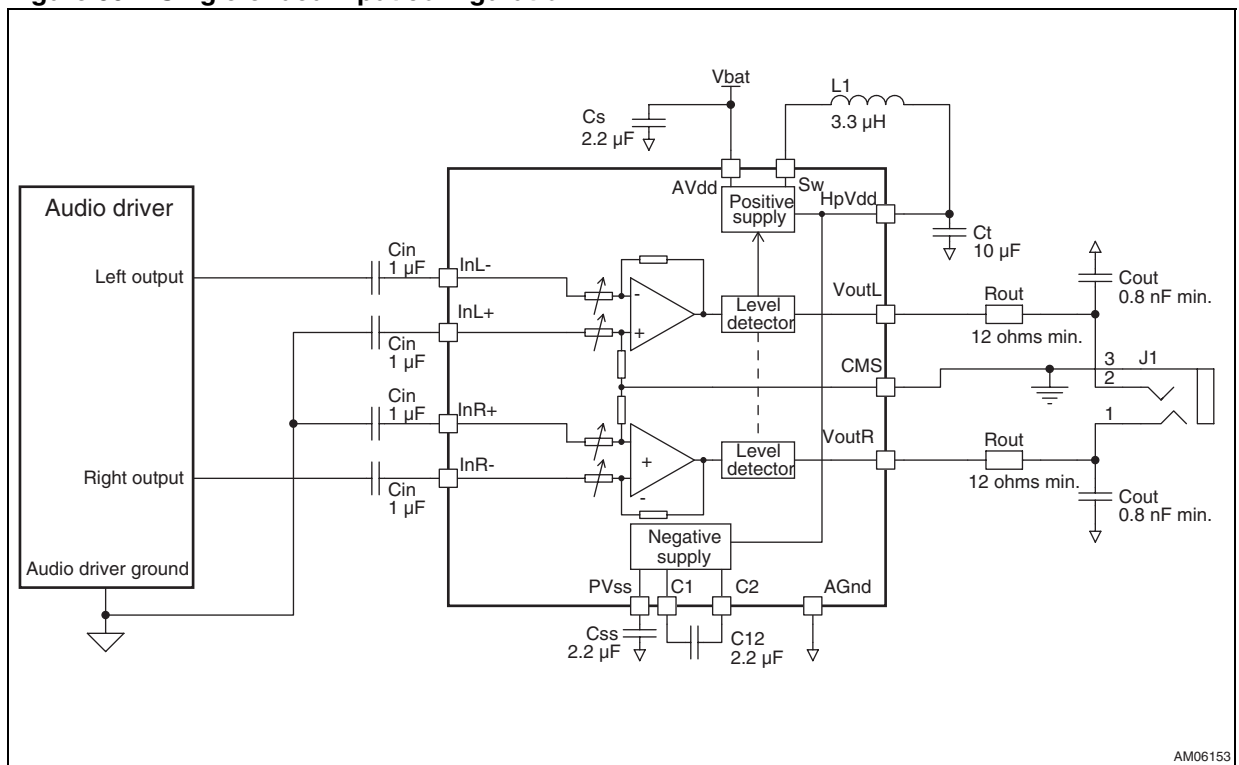 Vbat
L1
3.3 µH
Cs
2.2 µF
AVdd
Sw
HpVdd
Positive
supply
Ct
10 µF
Audio driver
Left output
Cin
1 µF
InL-
-
Level
detector
VoutL
Rout
12 ohms min.
Cout
0.8 nF min.
Cin
1 µF
InL+
+
CMS
3
J1
2
Cin
1 µF
InR+
+
Level
detector
VoutR
1
Rout
12 ohms min.
Cout
0.8 nF min.
Right output
Cin
1 µF
InR-
-
Audio driver ground
Negative
supply
PVss
C1
C2
AGnd
Css
2.2 µF
C12
2.2 µF
AM06153